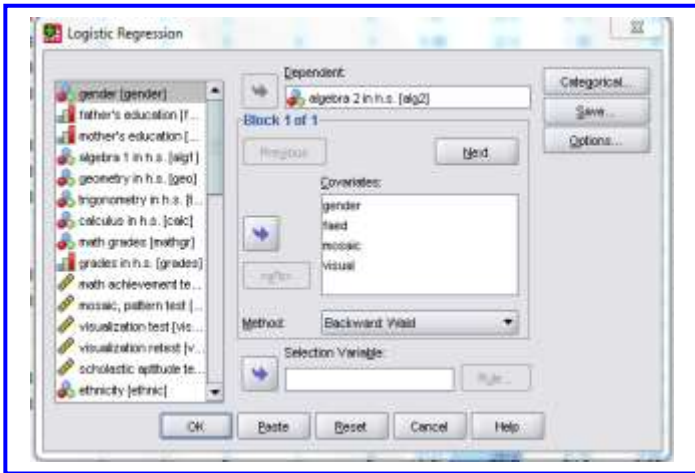 Logistic Regression
gender [gender]
father's education [f...
mother's education [...
algebra 1 in h.s. [alg1]
geometry in h.s. [geo]
trigonometry in h.s. [t...
calculus in h.s. [calc]
math grades [mathgr]
grades in h.s. [grades]
math achievement te...
mosaic, pattern test [...
visualization test [vis...
visualization retest [v...
scholastic aptitude te...
ethnicity [ethnic]
Dependent:
algebra 2 in h.s. [alg2]
Block 1 of 1
Previous
Next
Covariates:
gender
faed
mosaic
visual
>a*b>
Method:
Backward: Wald
Selection Variable:
Rule...
Categorical...
Save...
Options...
OK
Paste
Reset
Cancel
Help